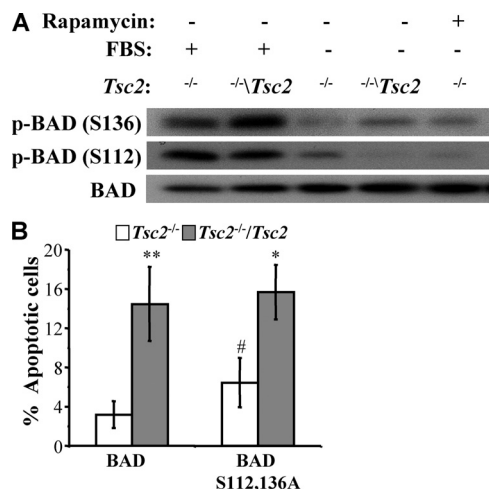 A Rapamycin: - - - - +
FBS: + + - - -
Tsc2: -/- -/-\Tsc2 -/- -/-\Tsc2 -/-
p-BAD (S136)
p-BAD (S112)
BAD
B
Tsc2-/- Tsc2-/-/Tsc2
% Apoptotic cells
20
16
12
8
4
0
** # *
BAD BAD
S112,136A